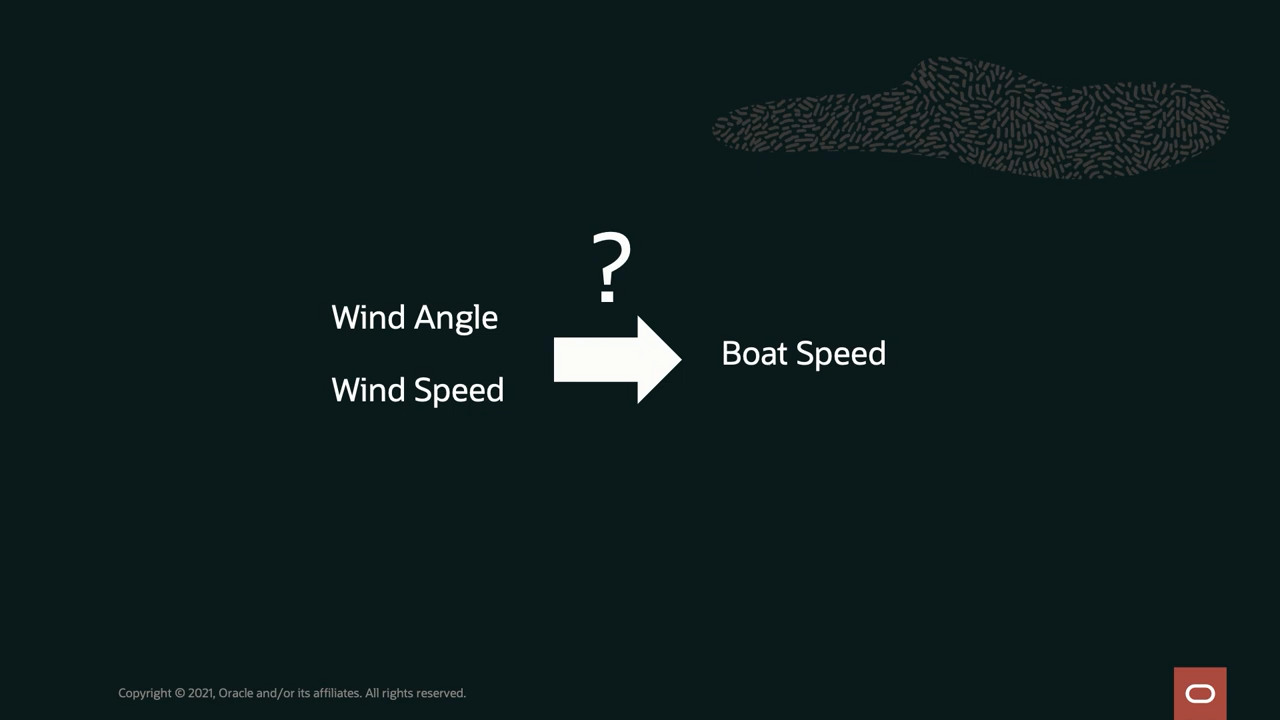 ?
Wind Angle
Wind Speed
Boat Speed
Copyright © 2021, Oracle and/or its affiliates. All rights reserved.